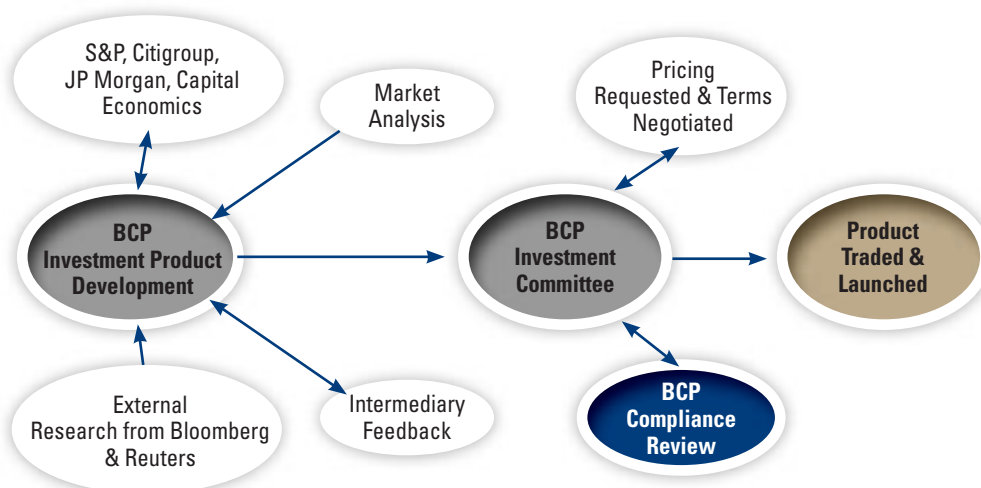 S&P, Citigroup,
JP Morgan, Capital
Economics
Market
Analysis
Pricing
Requested & Terms
Negotiated
BCP
Investment Product
Development
BCP
Investment
Committee
Product
Traded &
Launched
External
Research from Bloomberg
& Reuters
Intermediary
Feedback
BCP
Compliance
Review